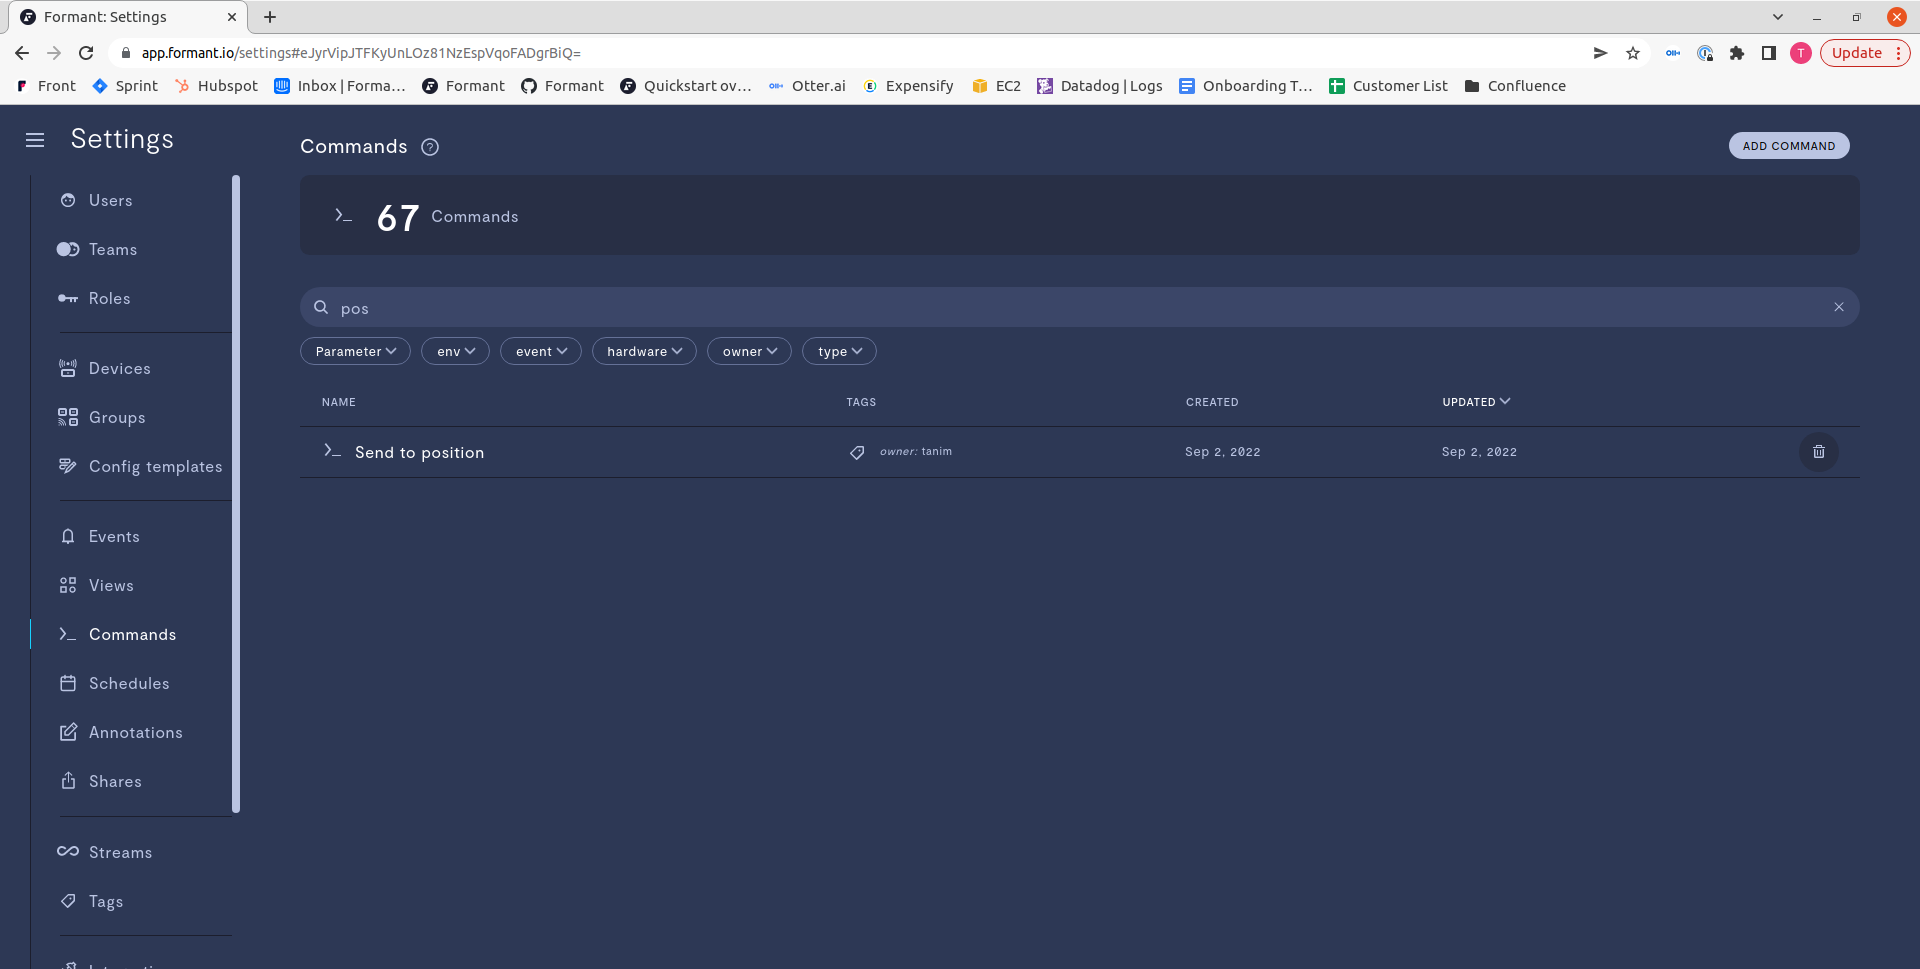 Formant: Settings
app.formant.io/settings#eJyrVipJTFKyUnLOz81NzEspVqoFADgrBiQ=
T
Update
Front
Sprint
Hubspot
Inbox | Forma...
Formant
Formant
Quickstart ov...
Otter.ai
Expensify
EC2
Datadog | Logs
Onboarding T...
Customer List
Confluence
Settings
Users
Teams
Roles
Devices
Groups
Config templates
Events
Views
Commands
Schedules
Annotations
Shares
Streams
Tags
Commands ?
ADD COMMAND
67 Commands
pos
Parameter
env
event
hardware
owner
type
NAME
TAGS
CREATED
UPDATED
Send to position
owner: tanim
Sep 2, 2022
Sep 2, 2022